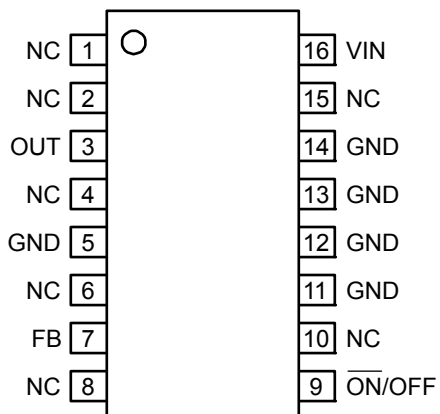 NC 1 16 VIN
NC 2 15 NC
OUT 3 14 GND
NC 4 13 GND
GND 5 12 GND
NC 6 11 GND
FB 7 10 NC
NC 8 9 O̅N̅/OFF